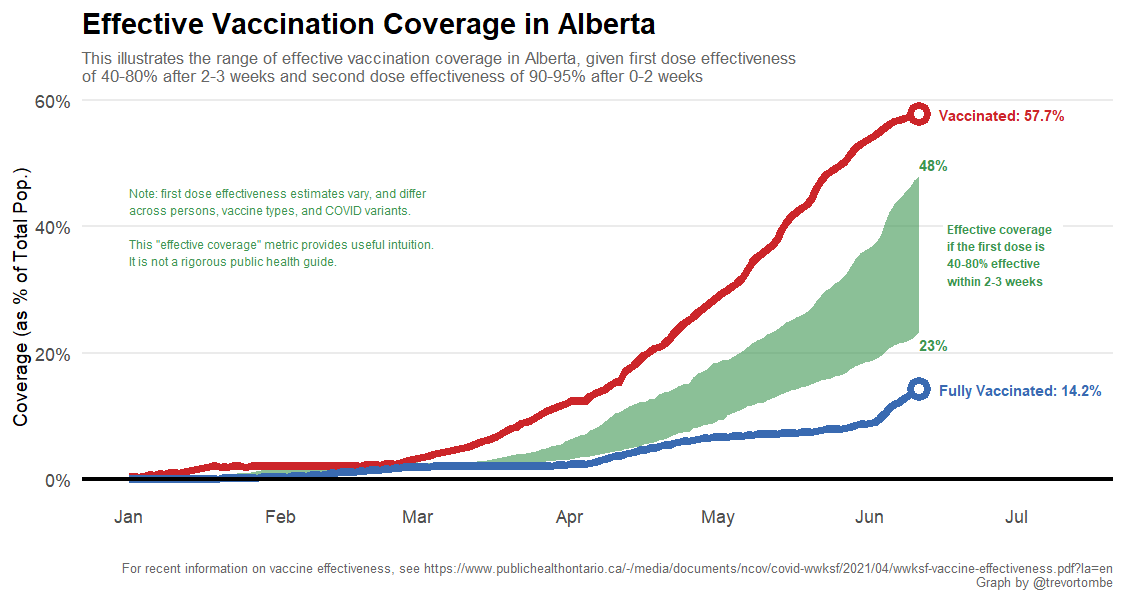 Effective Vaccination Coverage in Alberta
This illustrates the range of effective vaccination coverage in Alberta, given first dose effectiveness
of 40-80% after 2-3 weeks and second dose effectiveness of 90-95% after 0-2 weeks
Coverage (as % of Total Pop.)
60%
40%
20%
0%
Note: first dose effectiveness estimates vary, and differ
across persons, vaccine types, and COVID variants.
This "effective coverage" metric provides useful intuition.
It is not a rigorous public health guide.
Vaccinated: 57.7%
48%
Effective coverage
if the first dose is
40-80% effective
within 2-3 weeks
23%
Fully Vaccinated: 14.2%
Jan
Feb
Mar
Apr
May
Jun
Jul
For recent information on vaccine effectiveness, see https://www.publichealthontario.ca/-/media/documents/ncov/covid-wwksf/2021/04/wwksf-vaccine-effectiveness.pdf?la=en
Graph by @trevortombe